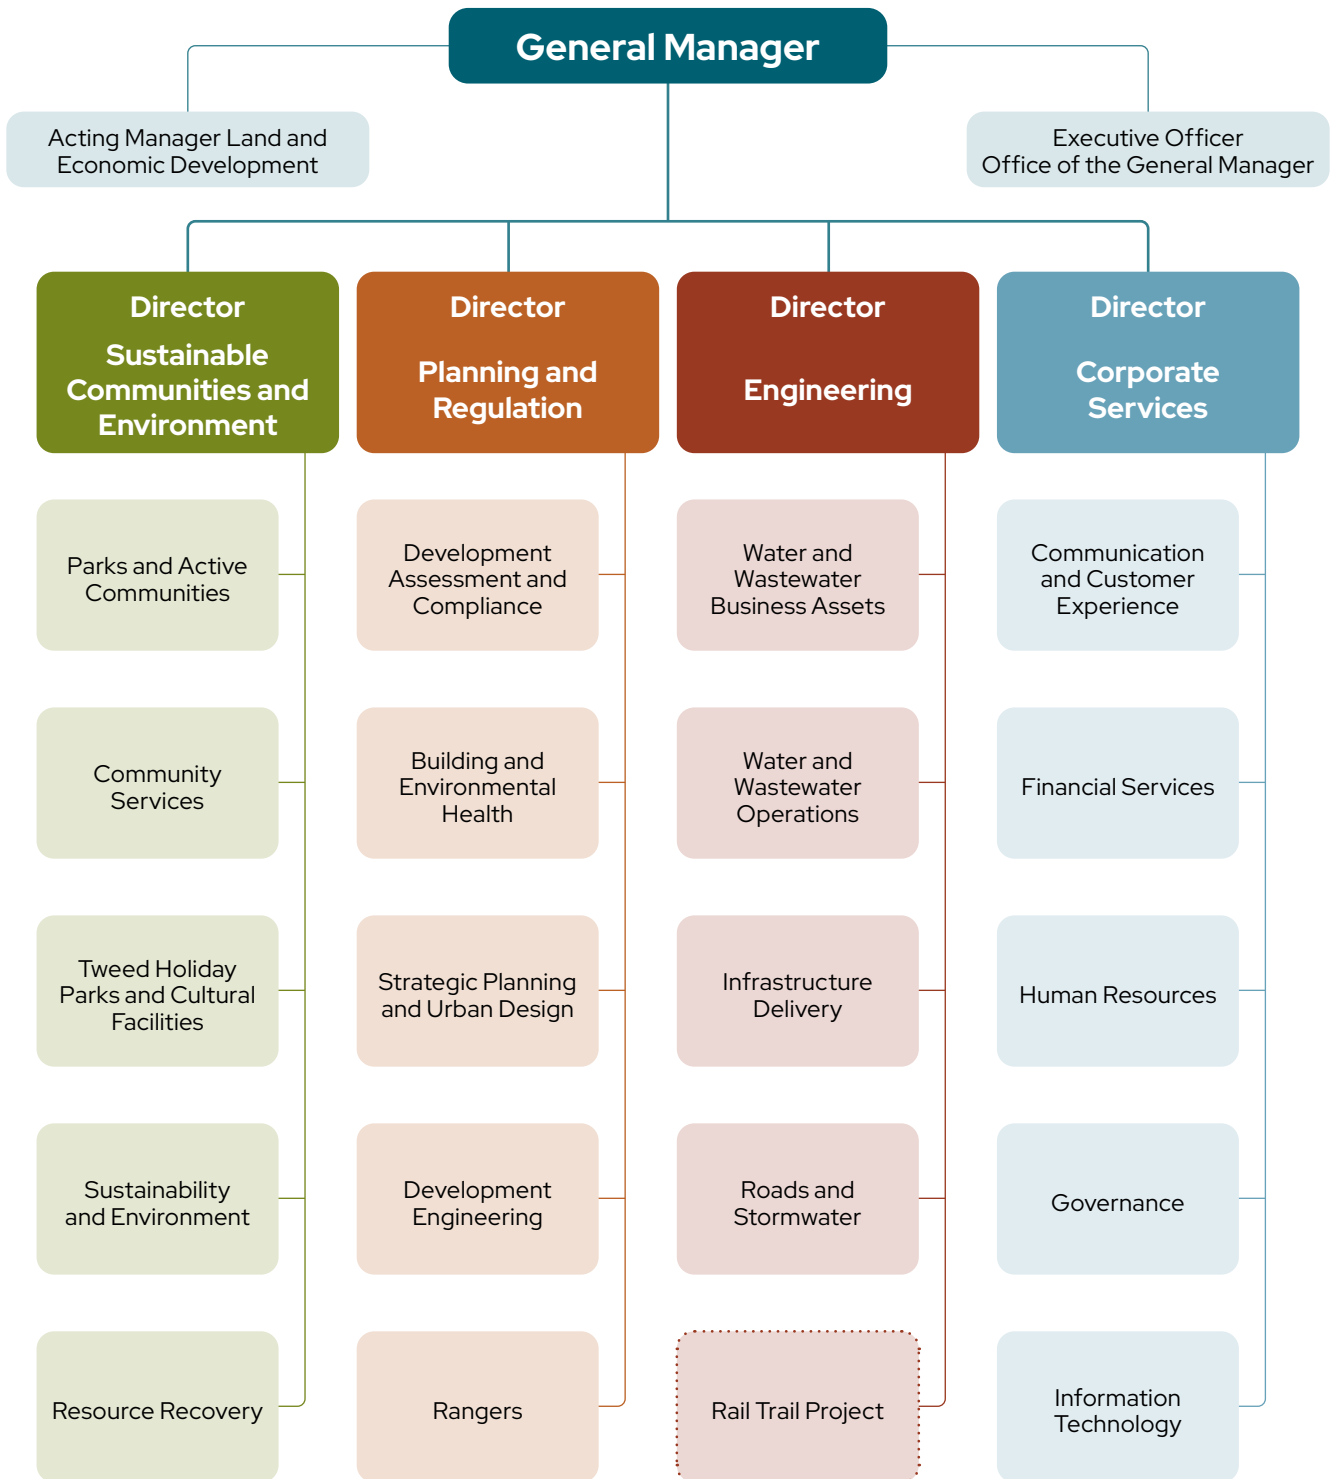 General Manager
Acting Manager Land and
Economic Development
Executive Officer
Office of the General Manager
Director
Sustainable
Communities and
Environment
Director
Planning and
Regulation
Director
Engineering
Director
Corporate
Services
Parks and Active
Communities
Development
Assessment and
Compliance
Water and
Wastewater
Business Assets
Communication
and Customer
Experience
Community
Services
Building and
Environmental
Health
Water and
Wastewater
Operations
Financial Services
Tweed Holiday
Parks and Cultural
Facilities
Strategic Planning
and Urban Design
Infrastructure
Delivery
Human Resources
Sustainability
and Environment
Development
Engineering
Roads and
Stormwater
Governance
Resource Recovery
Rangers
Rail Trail Project
Information
Technology